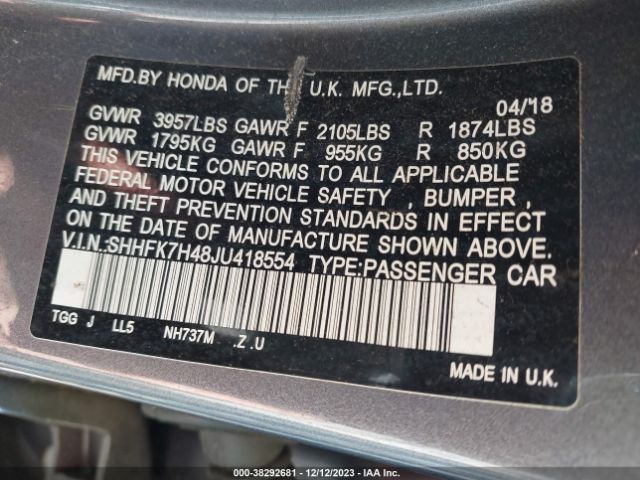 MFD.BY HONDA OF THE U.K. MFG.,LTD.
04/18
GVWR 3957LBS GAWR F 2105LBS R 1874LBS
GVWR 1795KG GAWR F 955KG R 850KG
THIS VEHICLE CONFORMS TO ALL APPLICABLE
FEDERAL MOTOR VEHICLE SAFETY , BUMPER ,
AND THEFT PREVENTION STANDARDS IN EFFECT
ON THE DATE OF MANUFACTURE SHOWN ABOVE.
V.I.N.:SHHFK7H48JU418554 TYPE:PASSENGER CAR
TGG J LL5 NH737M .Z.U
MADE IN U.K.
000-38292681 - 12/12/2023 - IAA Inc.